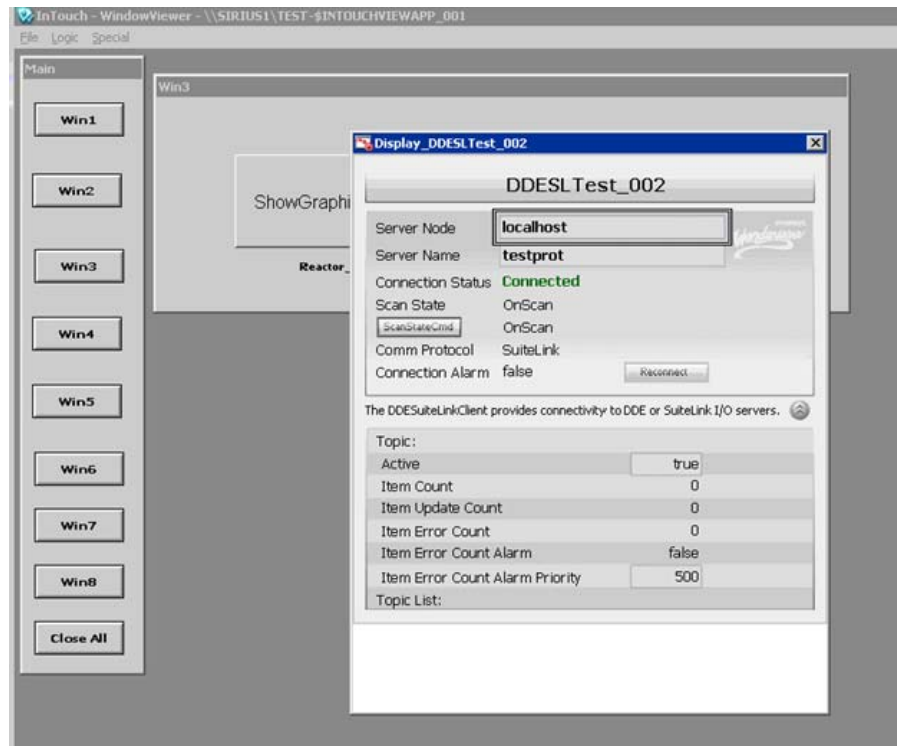 InTouch - WindowViewer - \\SIRIUS1\TEST-$INTOUCHVIEWAPP_001
File Logic Special
Main
Win1
Win2
Win3
Win4
Win5
Win6
Win7
Win8
Close All
Win3
ShowGraphi
Reactor_
Display_DDESLTest_002
DDESLTest_002
Server Node localhost
Wonderware
Server Name testprot
Connection Status Connected
Scan State OnScan
ScanStateCmd OnScan
Comm Protocol SuiteLink
Connection Alarm false Reconnect
The DDESuiteLinkClient provides connectivity to DDE or SuiteLink I/O servers.
Topic:
Active true
Item Count 0
Item Update Count 0
Item Error Count 0
Item Error Count Alarm false
Item Error Count Alarm Priority 500
Topic List: